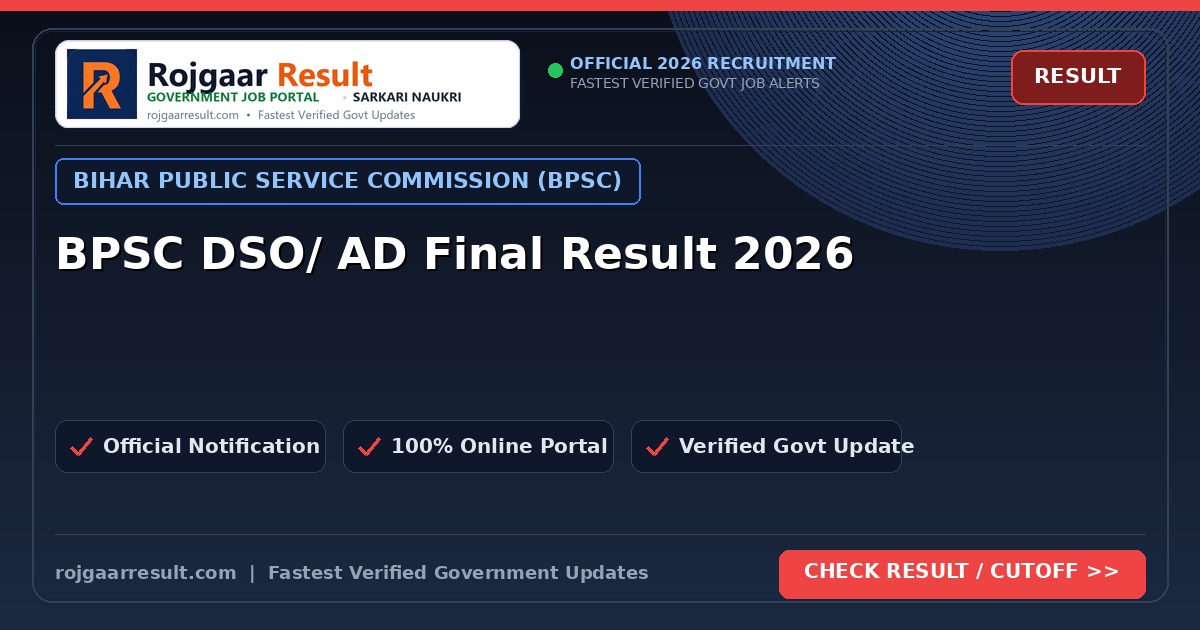 Rojgaar Result
GOVERNMENT JOB PORTAL • SARKARI NAUKRI
rojgaarresult.com • Fastest Verified Govt Updates
OFFICIAL 2026 RECRUITMENT
FASTEST VERIFIED GOVT JOB ALERTS
RESULT
BIHAR PUBLIC SERVICE COMMISSION (BPSC)
BPSC DSO/ AD Final Result 2026
Official Notification
100% Online Portal
Verified Govt Update
rojgaarresult.com | Fastest Verified Government Updates
CHECK RESULT / CUTOFF >>